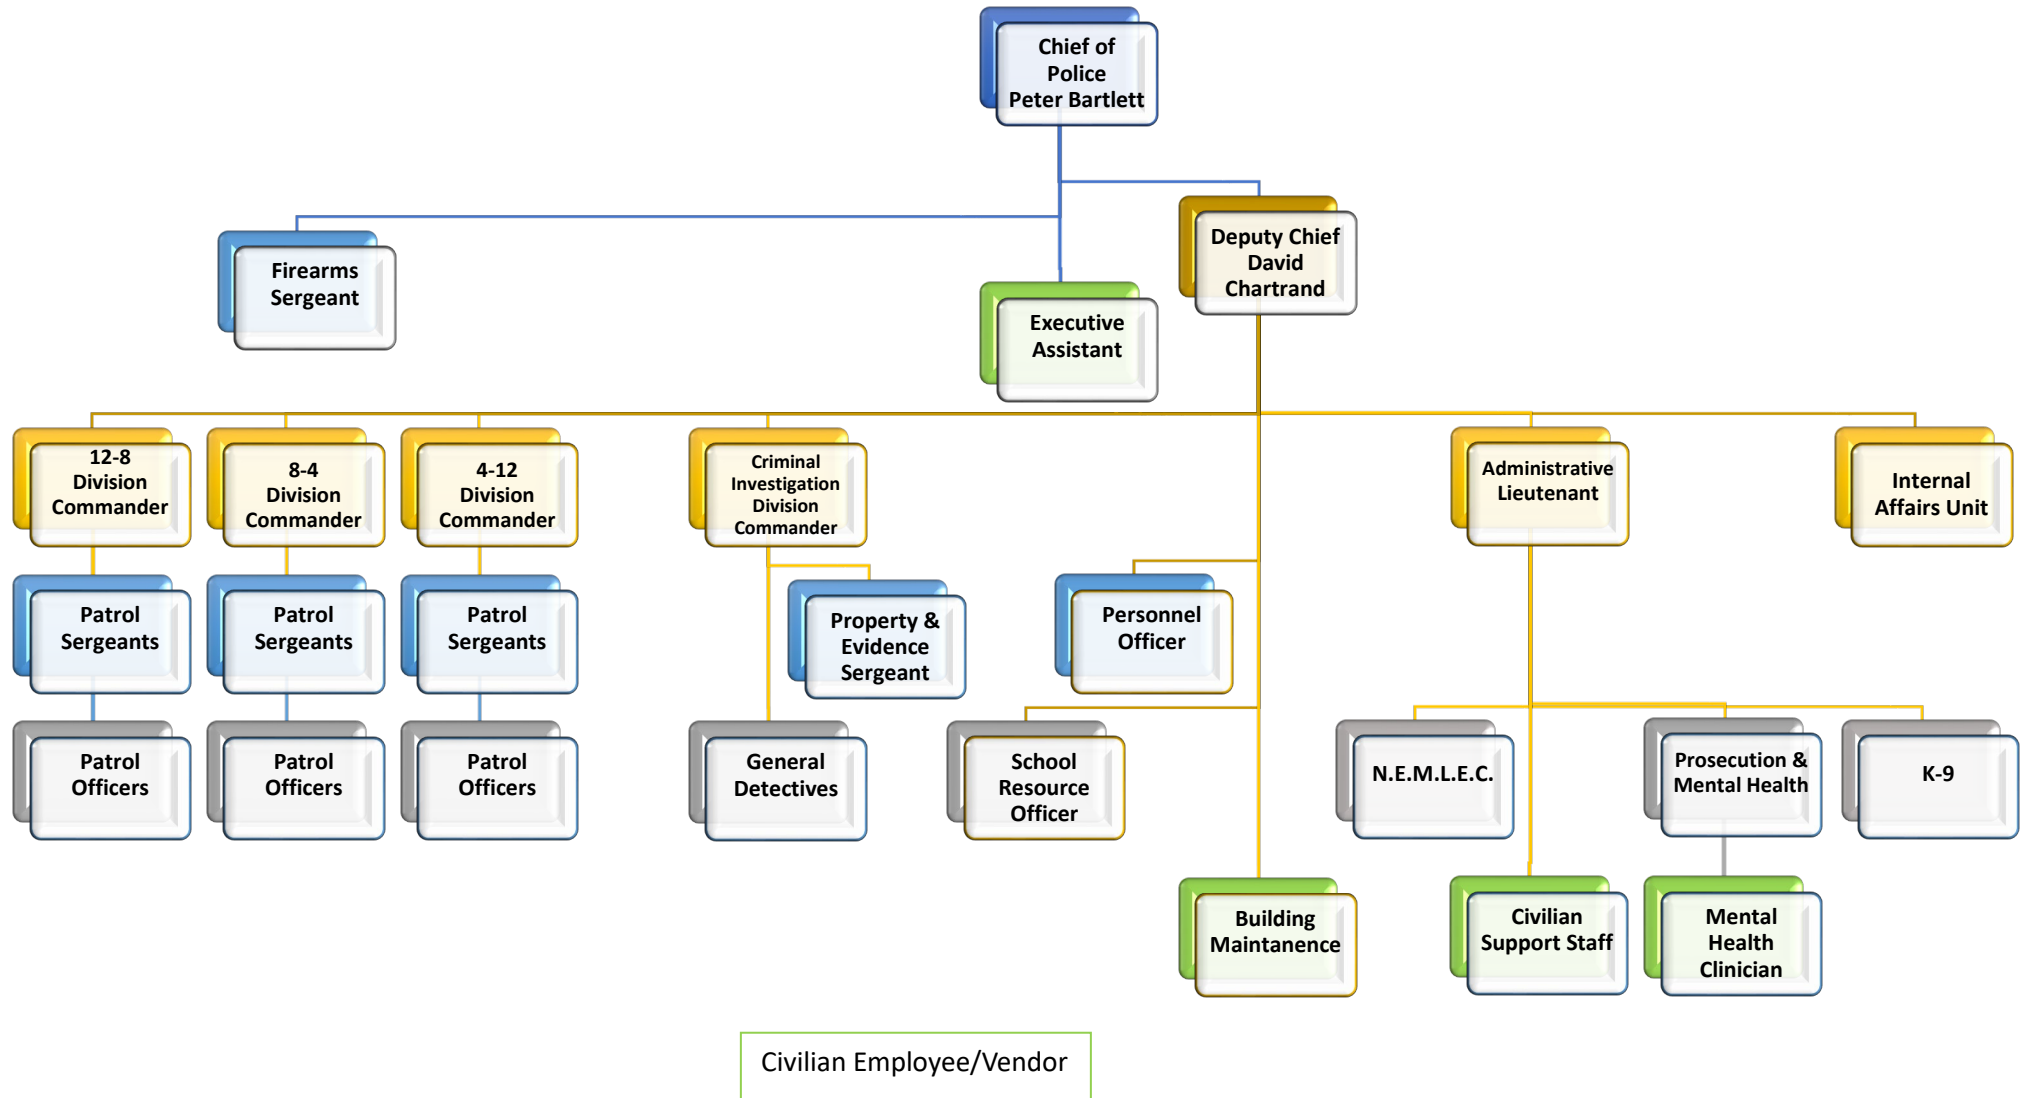 Chief of
Police
Peter Bartlett
Deputy Chief
David
Chartrand
Firearms
Sergeant
Executive
Assistant
12-8
Division
Commander
8-4
Division
Commander
4-12
Division
Commander
Criminal
Investigation
Division
Commander
Administrative
Lieutenant
Internal
Affairs Unit
Patrol
Sergeants
Patrol
Sergeants
Patrol
Sergeants
Property &
Evidence
Sergeant
Personnel
Officer
Patrol
Officers
Patrol
Officers
Patrol
Officers
General
Detectives
School
Resource
Officer
N.E.M.L.E.C.
Prosecution &
Mental Health
K-9
Building
Maintanence
Civilian
Support Staff
Mental
Health
Clinician
Civilian Employee/Vendor